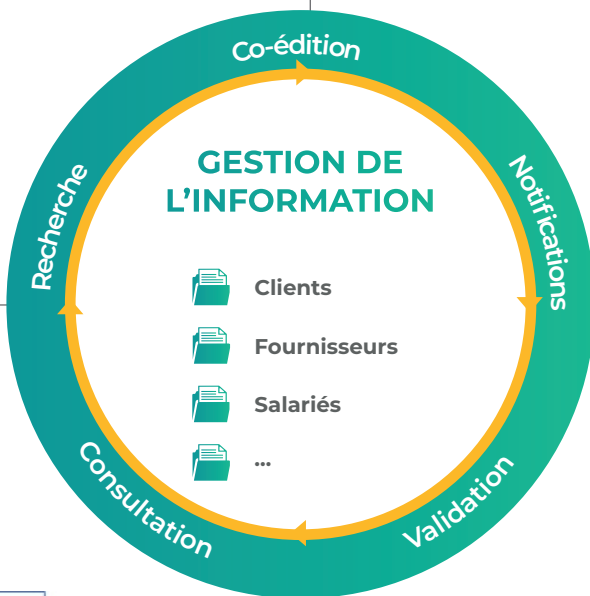 Co-édition
Notifications
Validation
Consultation
Recherche
GESTION DE
L’INFORMATION
Clients
Fournisseurs
Salariés
...